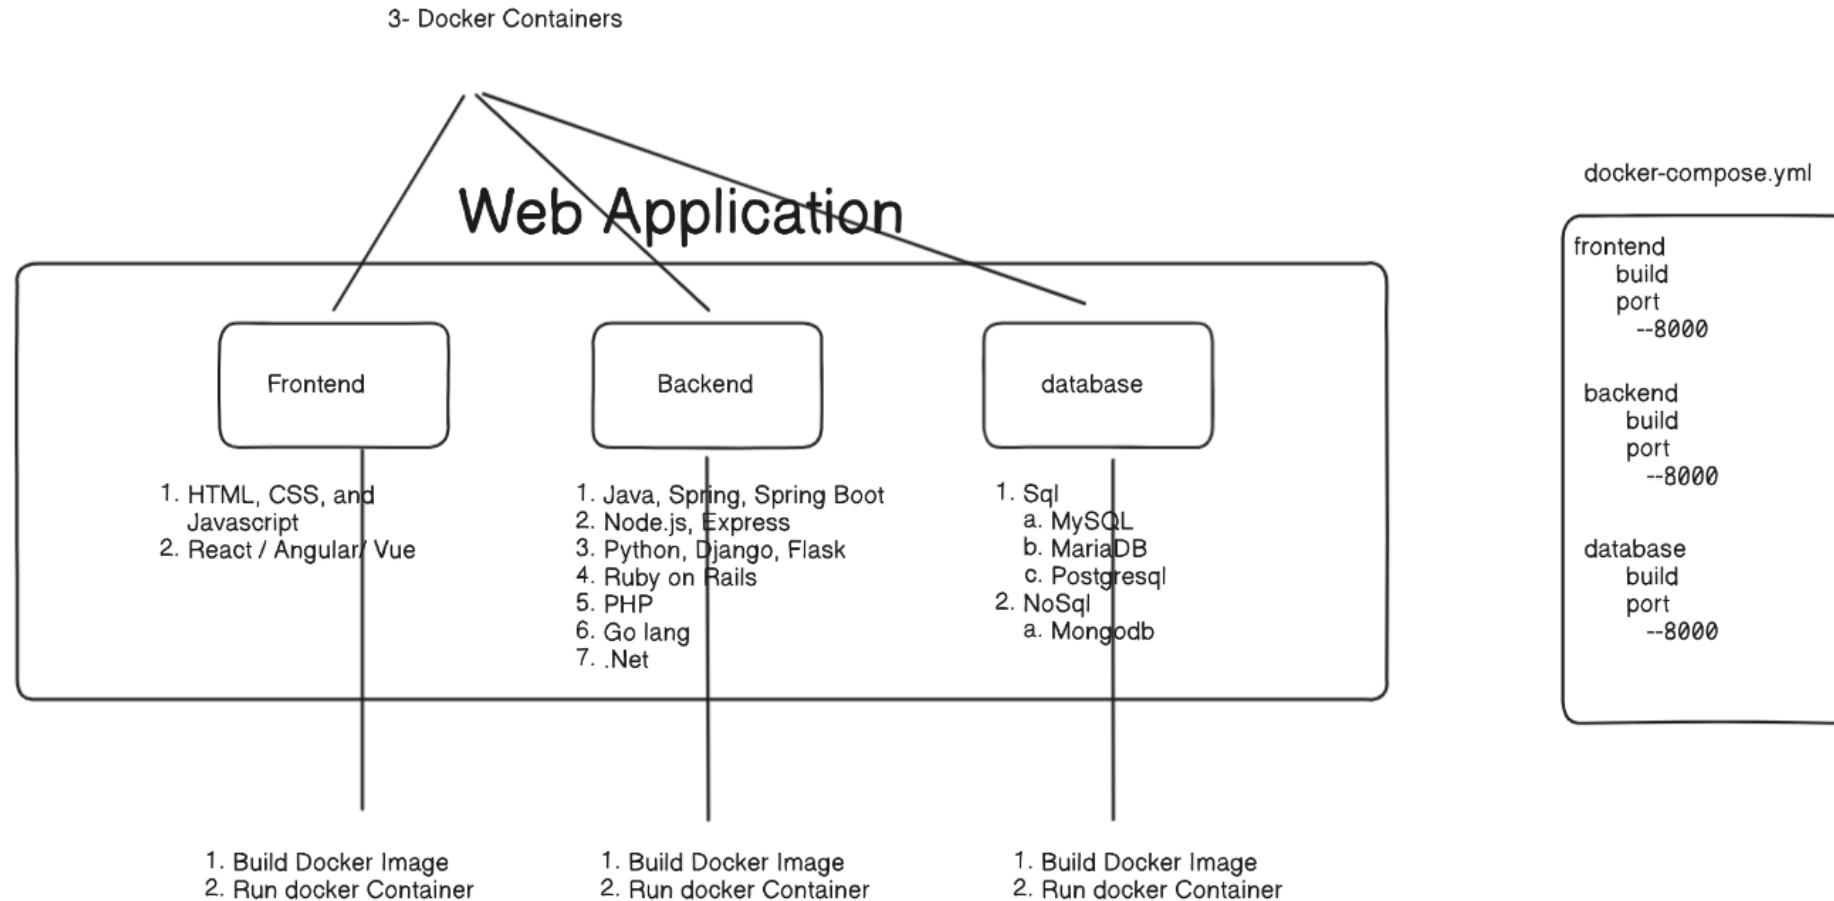 3- Docker Containers
Web Application
Frontend
Backend
database
1. HTML, CSS, and
Javascript
2. React / Angular/ Vue
1. Java, Spring, Spring Boot
2. Node.js, Express
3. Python, Django, Flask
4. Ruby on Rails
5. PHP
6. Go lang
7. .Net
1. Sql
a. MySQL
b. MariaDB
c. Postgresql
2. NoSql
a. Mongodb
1. Build Docker Image
2. Run docker Container
1. Build Docker Image
2. Run docker Container
1. Build Docker Image
2. Run docker Container
docker-compose.yml
frontend
build
port
--8000
backend
build
port
--8000
database
build
port
--8000